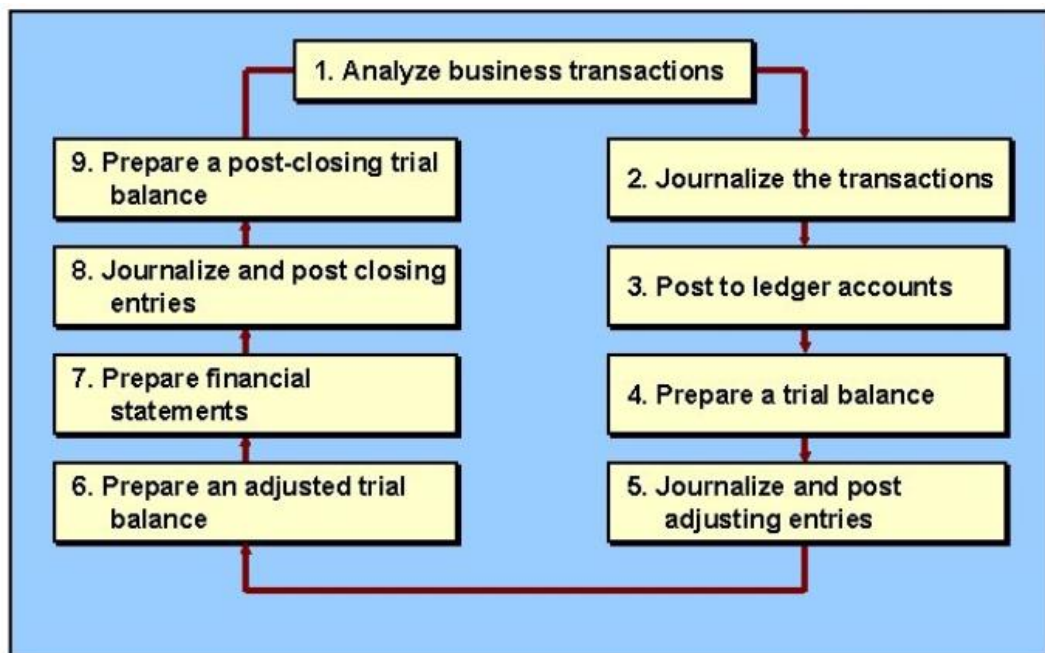 1. Analyze business transactions
2. Journalize the transactions
3. Post to ledger accounts
4. Prepare a trial balance
5. Journalize and post
adjusting entries
6. Prepare an adjusted trial
balance
7. Prepare financial
statements
8. Journalize and post closing
entries
9. Prepare a post-closing trial
balance